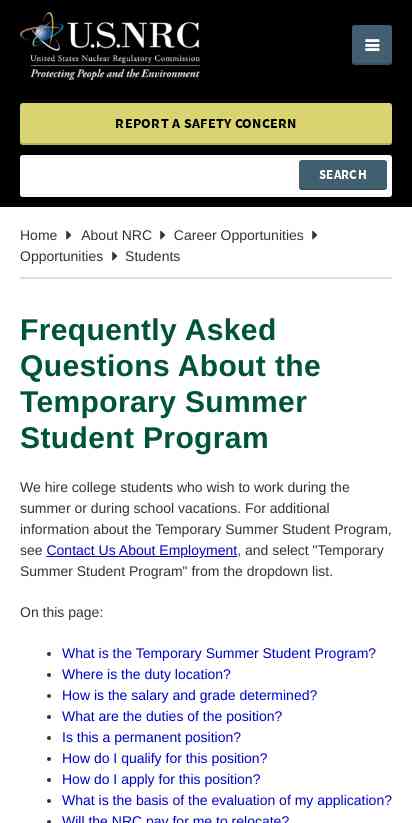 U.S.NRC
United States Nuclear Regulatory Commission
Protecting People and the Environment
REPORT A SAFETY CONCERN
SEARCH
Home About NRC Career Opportunities
Opportunities Students
Frequently Asked
Questions About the
Temporary Summer
Student Program
We hire college students who wish to work during the
summer or during school vacations. For additional
information about the Temporary Summer Student Program,
see Contact Us About Employment, and select "Temporary
Summer Student Program" from the dropdown list.
On this page:
What is the Temporary Summer Student Program?
Where is the duty location?
How is the salary and grade determined?
What are the duties of the position?
Is this a permanent position?
How do I qualify for this position?
How do I apply for this position?
What is the basis of the evaluation of my application?
Will the NRC pay for me to relocate?